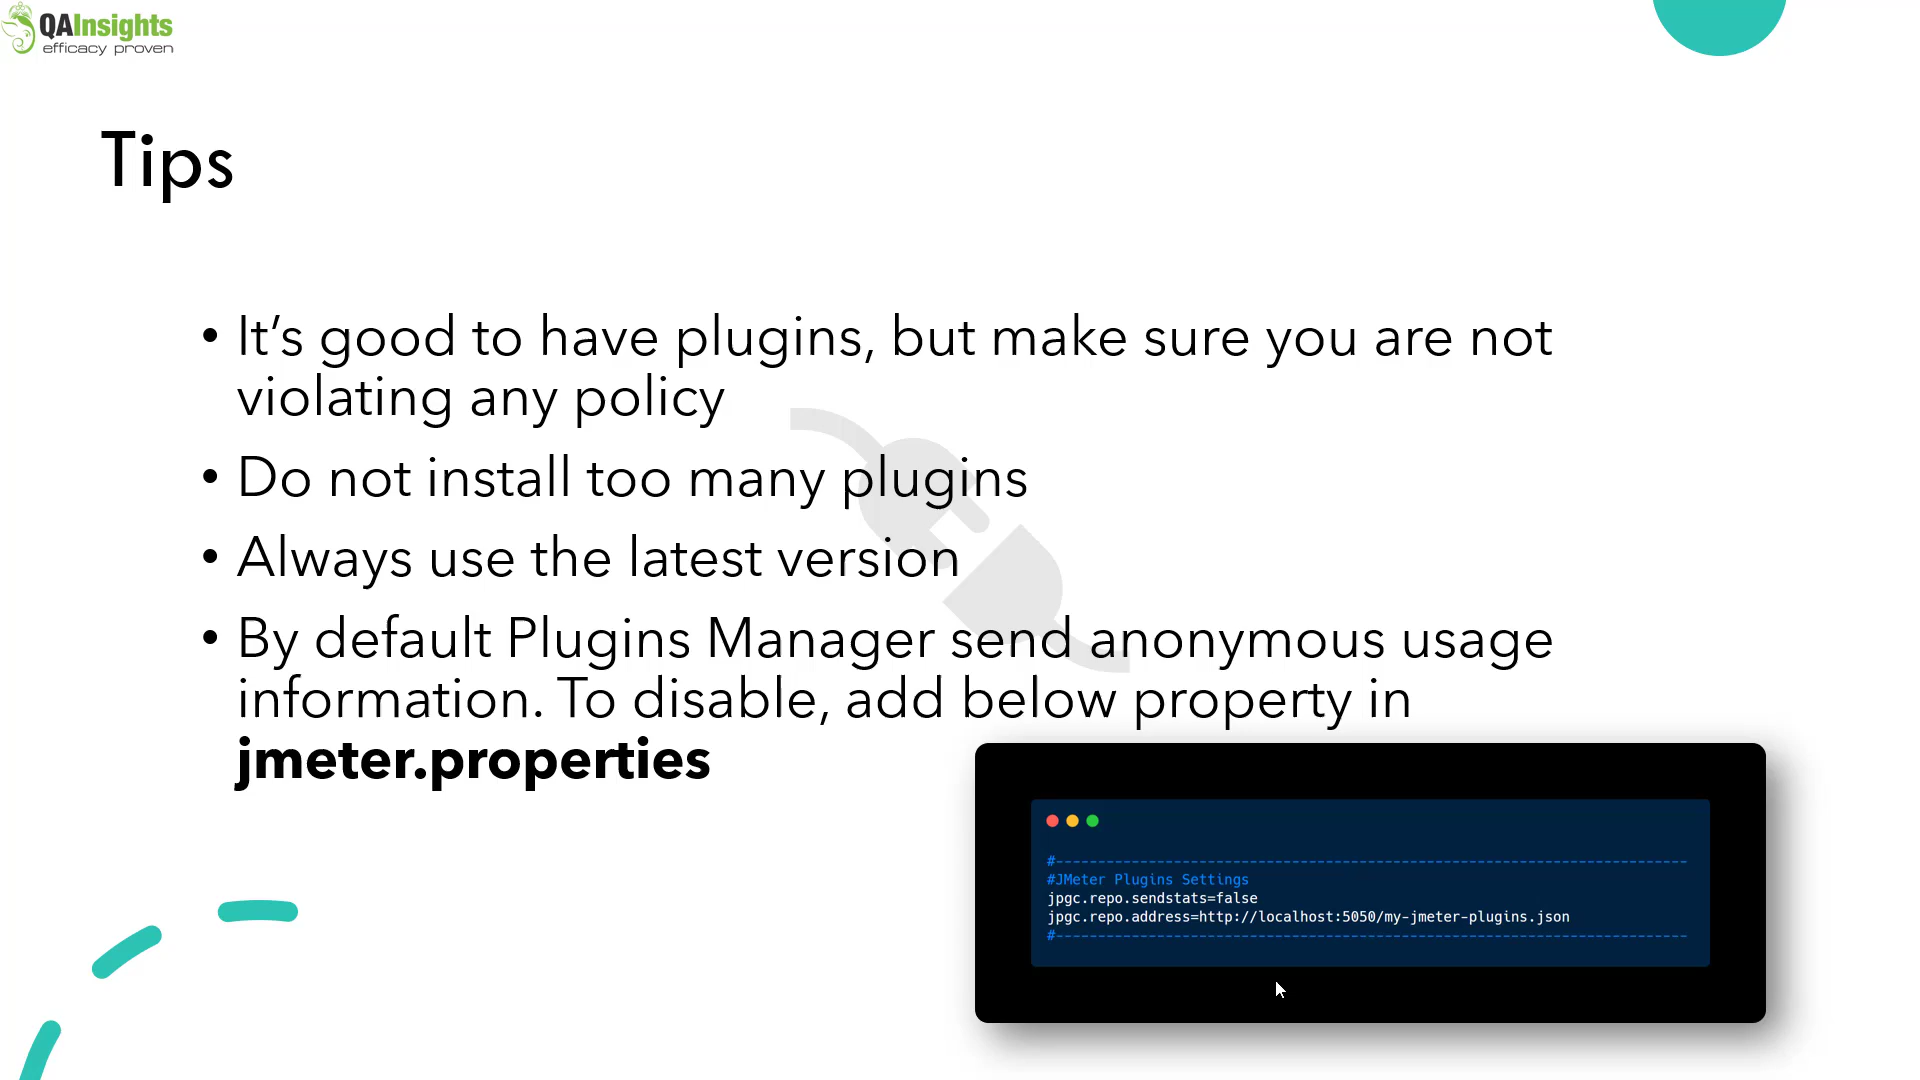 QAInsights
efficacy proven
Tips
• It’s good to have plugins, but make sure you are not
violating any policy
• Do not install too many plugins
• Always use the latest version
• By default Plugins Manager send anonymous usage
information. To disable, add below property in
jmeter.properties
#---------------------------------------------------------------------------
#JMeter Plugins Settings
jpgc.repo.sendstats=false
jpgc.repo.address=http://localhost:5050/my-jmeter-plugins.json
#---------------------------------------------------------------------------